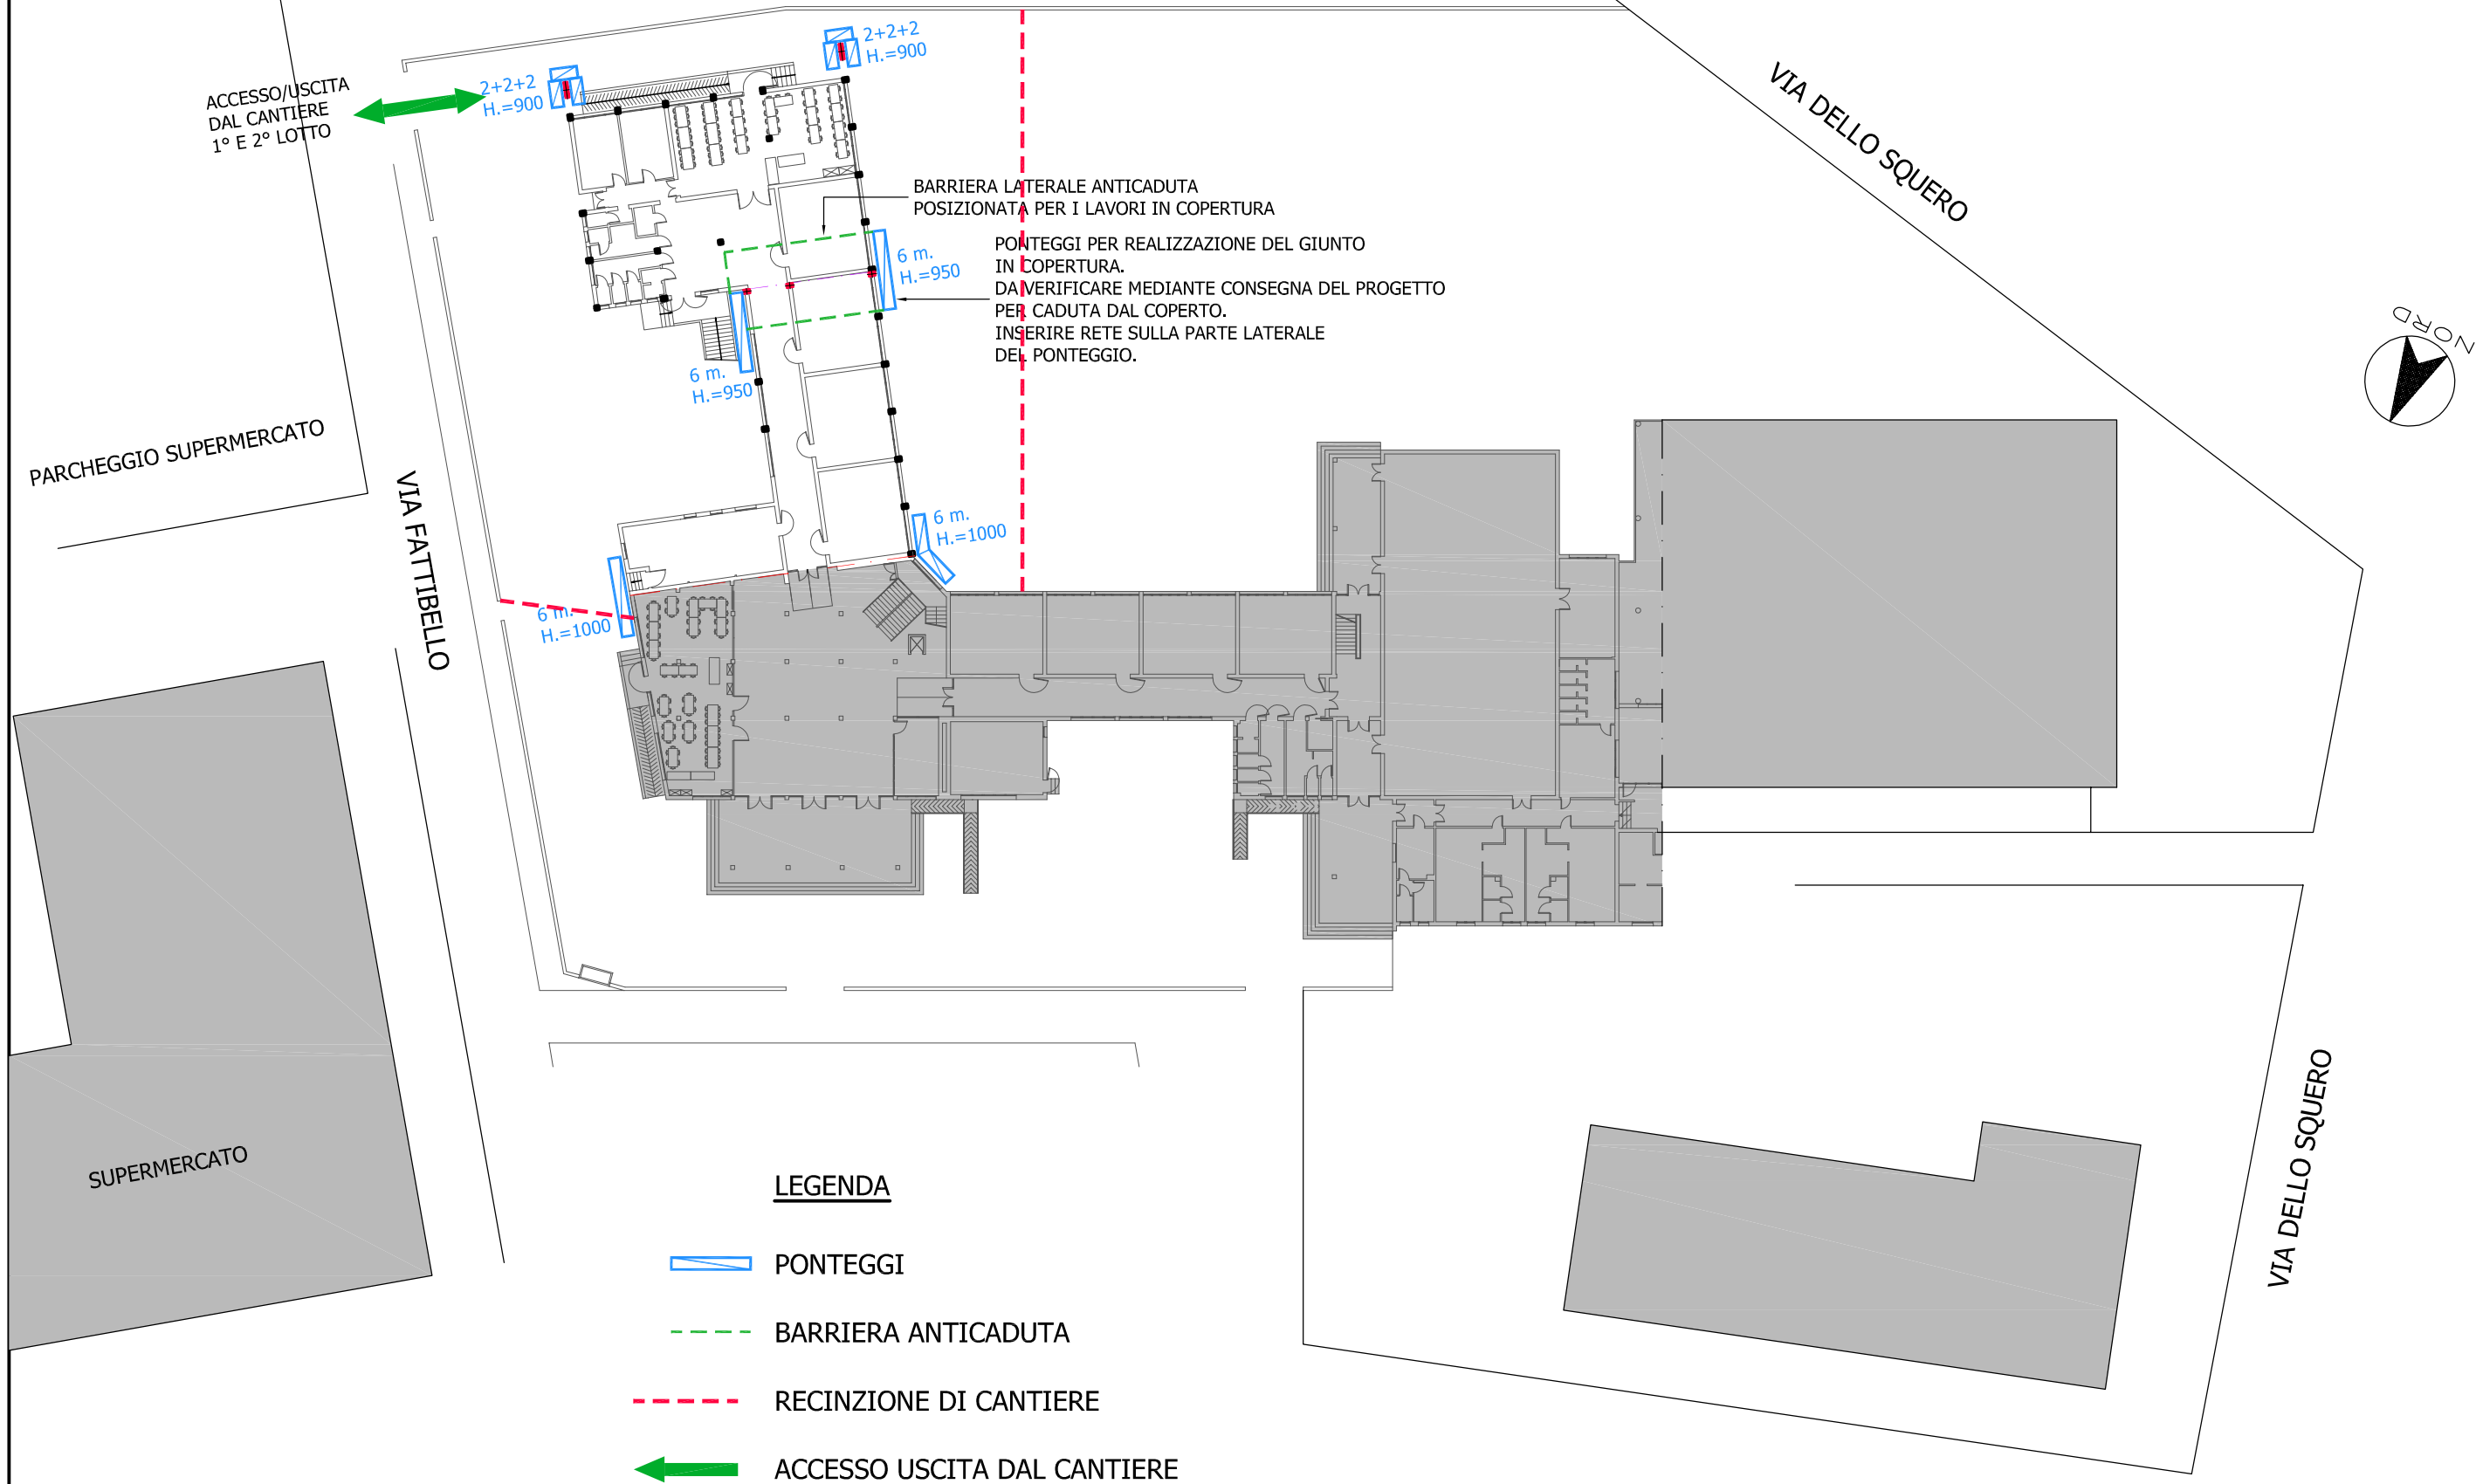 2+2+2
H.=900
2+2+2
H.=900
ACCESSO/USCITA
DAL CANTIERE
1° E 2° LOTTO
VIA DELLO SQUERO
BARRIERA LATERALE ANTICADUTA
POSIZIONATA PER I LAVORI IN COPERTURA
PONTEGGI PER REALIZZAZIONE DEL GIUNTO
IN COPERTURA.
DA VERIFICARE MEDIANTE CONSEGNA DEL PROGETTO
PER CADUTA DAL COPERTO.
INSERIRE RETE SULLA PARTE LATERALE
DEL PONTEGGIO.
6 m.
H.=950
6 m.
H.=950
NORD
PARCHEGGIO SUPERMERCATO
VIA FATTIBELLO
6 m.
H.=1000
6 m.
H.=1000
SUPERMERCATO
VIA DELLO SQUERO
LEGENDA
PONTEGGI
BARRIERA ANTICADUTA
RECINZIONE DI CANTIERE
ACCESSO USCITA DAL CANTIERE